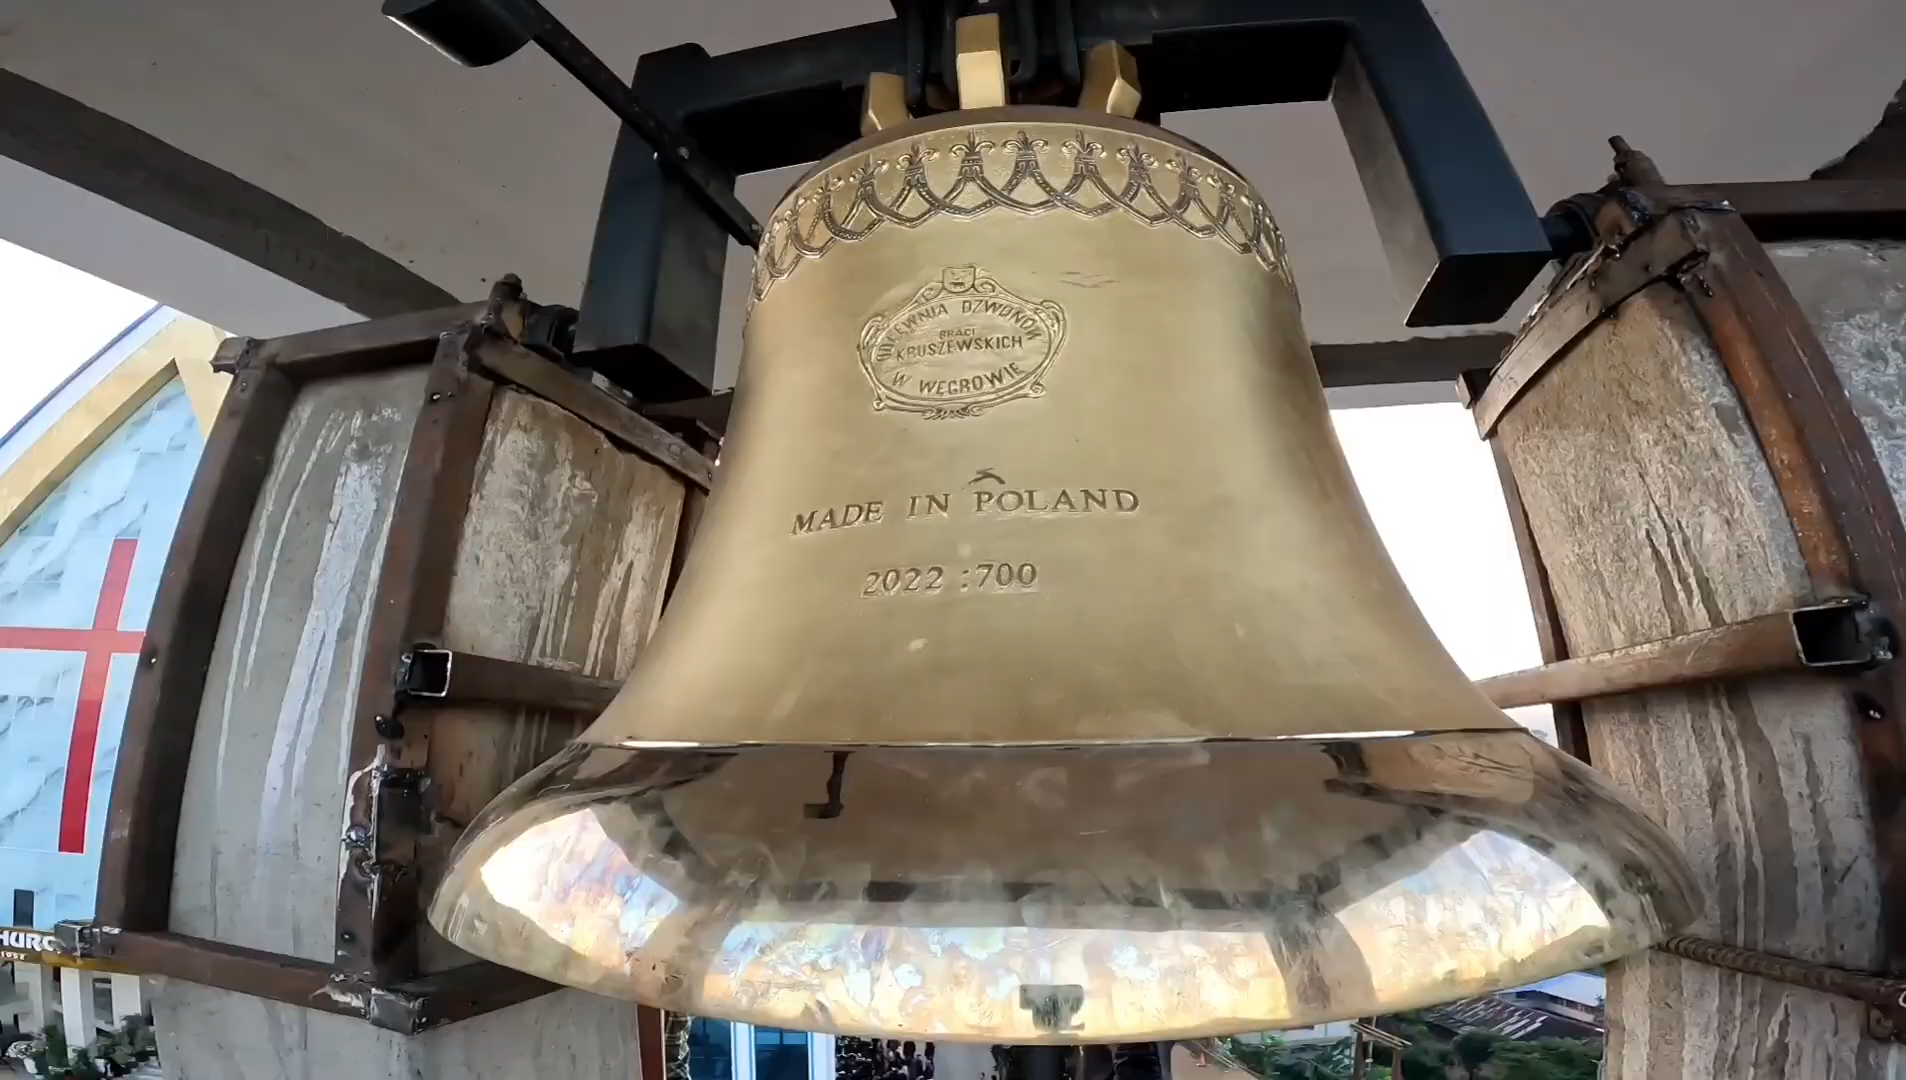 ODLEWNIA DZWONÓW
BRACI
KRUSZEWSKICH
W WĘGROWIE
MADE IN POLAND
2022 :700